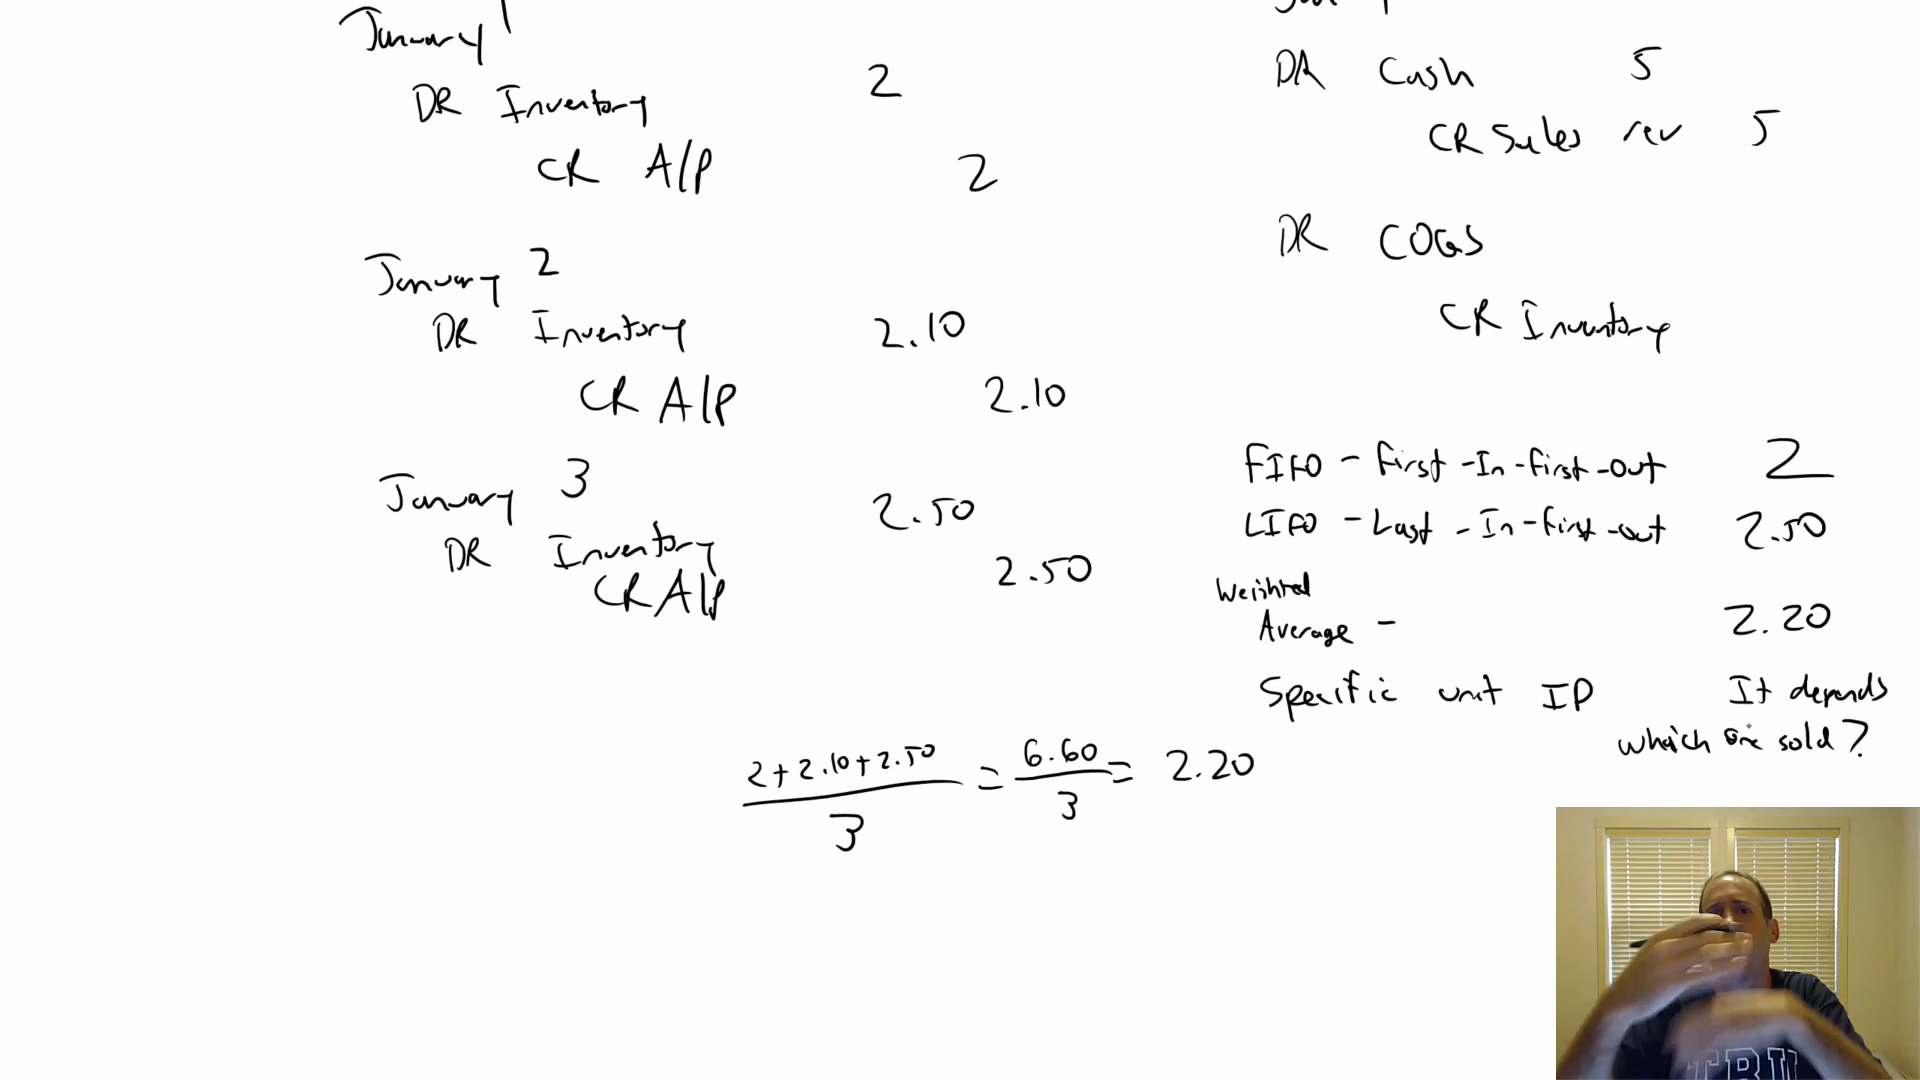 January 1
DR Inventory 2
CR A/P 2
January 2
DR Inventory 2.10
CR A/P 2.10
January 3
DR Inventory 2.50
CR A/P 2.50
DR Cash 5
CR Sales rev 5
DR COGS
CR Inventory
FIFO - First-In-first-out 2
LIFO - Last-In-first-out 2.50
Weighted
Average - 2.20
Specific unit ID It depends
which one sold?
2+2.10+2.50 / 3 = 6.60 / 3 = 2.20